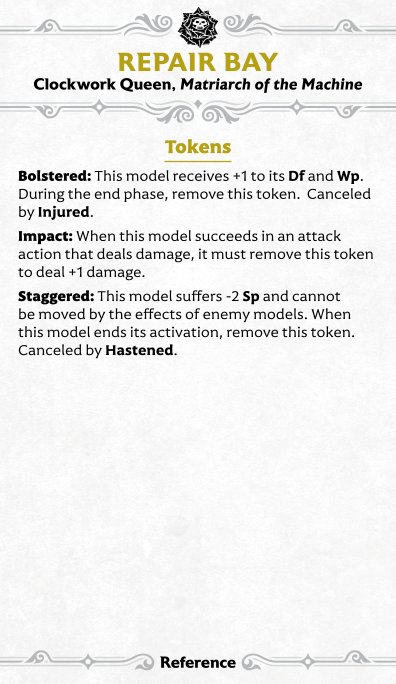 REPAIR BAY
Clockwork Queen, Matriarch of the Machine
Tokens
Bolstered: This model receives +1 to its Df and Wp.
During the end phase, remove this token.  Canceled
by Injured.
Impact: When this model succeeds in an attack
action that deals damage, it must remove this token
to deal +1 damage.
Staggered: This model suffers -2 Sp and cannot
be moved by the effects of enemy models. When
this model ends its activation, remove this token.
Canceled by Hastened.
Reference